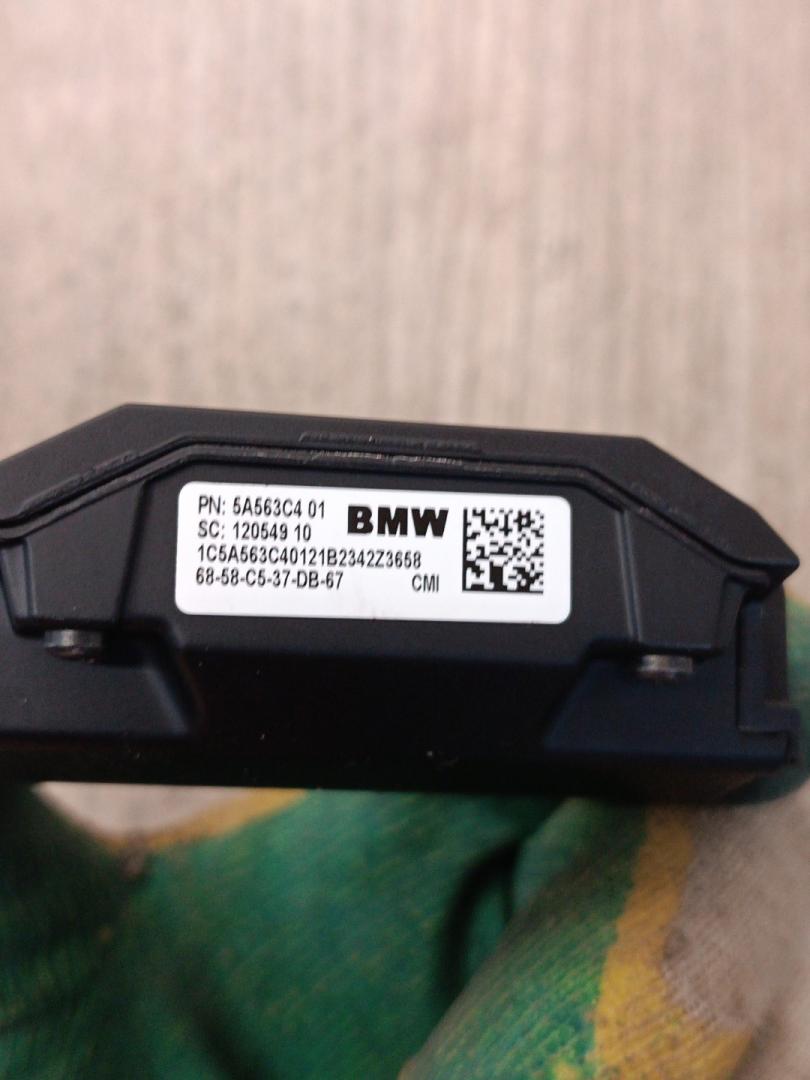 PN: 5A563C4 01
BMW
SC: 120549 10
1C5A563C40121B2342Z3658
68-58-C5-37-DB-67 CMI